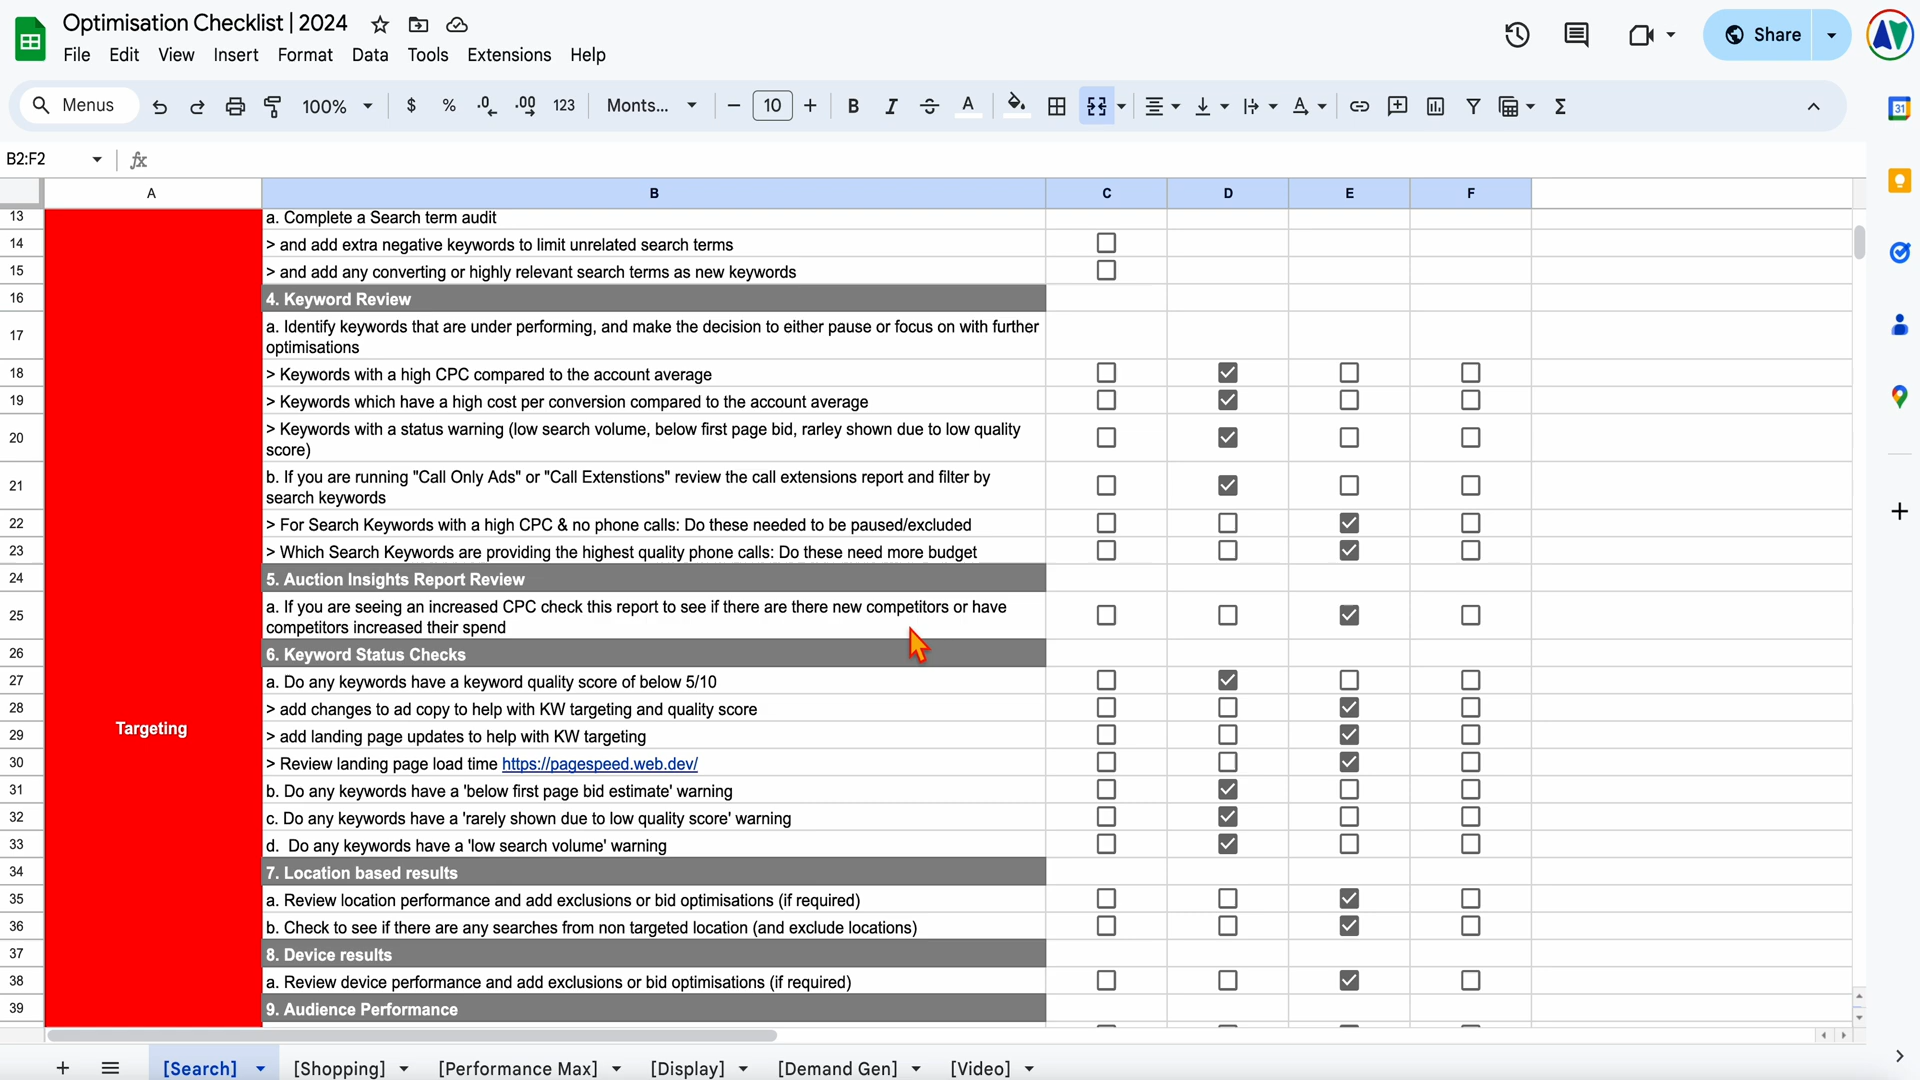 Optimisation Checklist | 2024
File Edit View Insert Format Data Tools Extensions Help
Share
Menus 100% $ % .0 .00 123 Monts... 10 B I A
31
B2:F2 fx
A B C D E F
13 a. Complete a Search term audit
14 > and add extra negative keywords to limit unrelated search terms
15 > and add any converting or highly relevant search terms as new keywords
16 4. Keyword Review
17 a. Identify keywords that are under performing, and make the decision to either pause or focus on with further
optimisations
18 > Keywords with a high CPC compared to the account average
19 > Keywords which have a high cost per conversion compared to the account average
20 > Keywords with a status warning (low search volume, below first page bid, rarley shown due to low quality
score)
21 b. If you are running "Call Only Ads" or "Call Extenstions" review the call extensions report and filter by
search keywords
22 > For Search Keywords with a high CPC & no phone calls: Do these needed to be paused/excluded
23 > Which Search Keywords are providing the highest quality phone calls: Do these need more budget
24 5. Auction Insights Report Review
25 a. If you are seeing an increased CPC check this report to see if there are there new competitors or have
competitors increased their spend
26 6. Keyword Status Checks
27 a. Do any keywords have a keyword quality score of below 5/10
28 > add changes to ad copy to help with KW targeting and quality score
Targeting
29 > add landing page updates to help with KW targeting
30 > Review landing page load time https://pagespeed.web.dev/
31 b. Do any keywords have a 'below first page bid estimate' warning
32 c. Do any keywords have a 'rarely shown due to low quality score' warning
33 d. Do any keywords have a 'low search volume' warning
34 7. Location based results
35 a. Review location performance and add exclusions or bid optimisations (if required)
36 b. Check to see if there are any searches from non targeted location (and exclude locations)
37 8. Device results
38 a. Review device performance and add exclusions or bid optimisations (if required)
39 9. Audience Performance
[Search] [Shopping] [Performance Max] [Display] [Demand Gen] [Video]